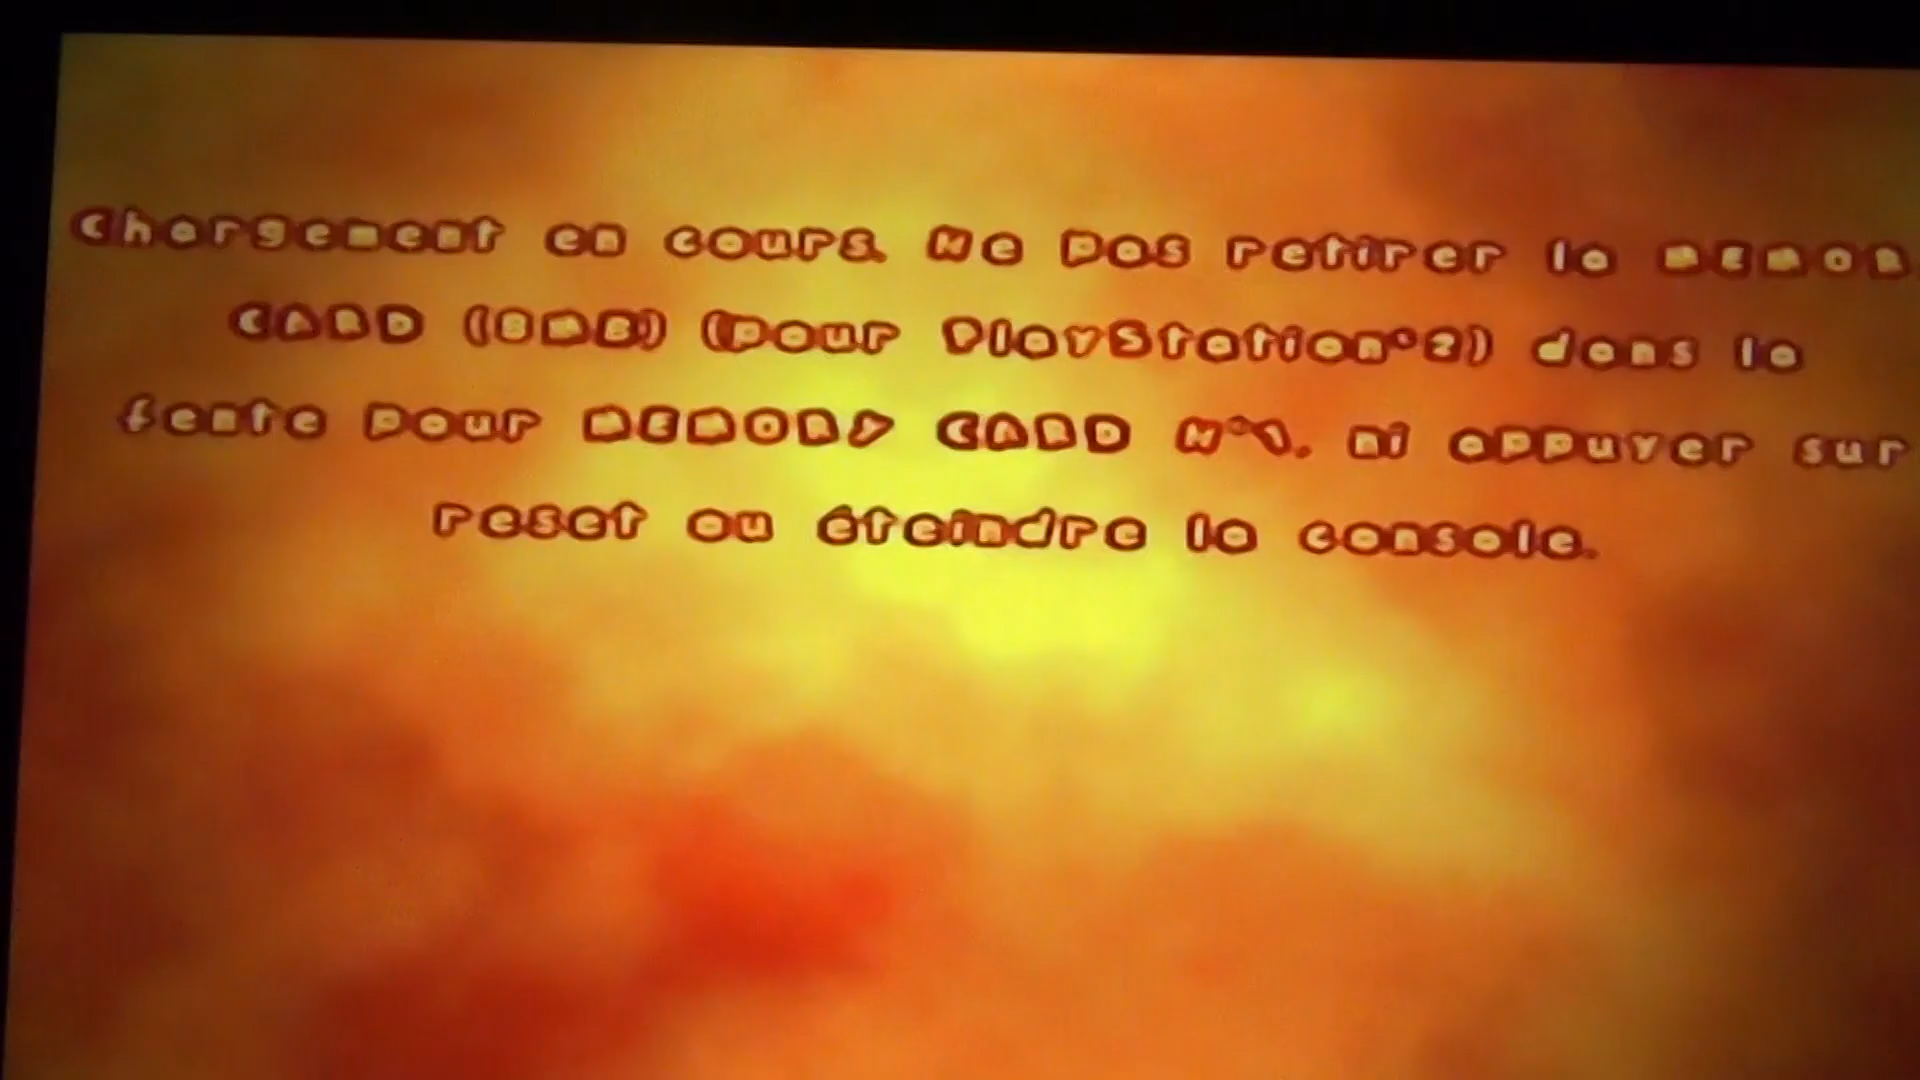 Chargement en cours. Ne pas retirer la MEMOR
CARD (8MB) (pour PlayStation®2) dans la
fente pour MEMORY CARD N°1, ni appuyer sur
reset ou éteindre la console.